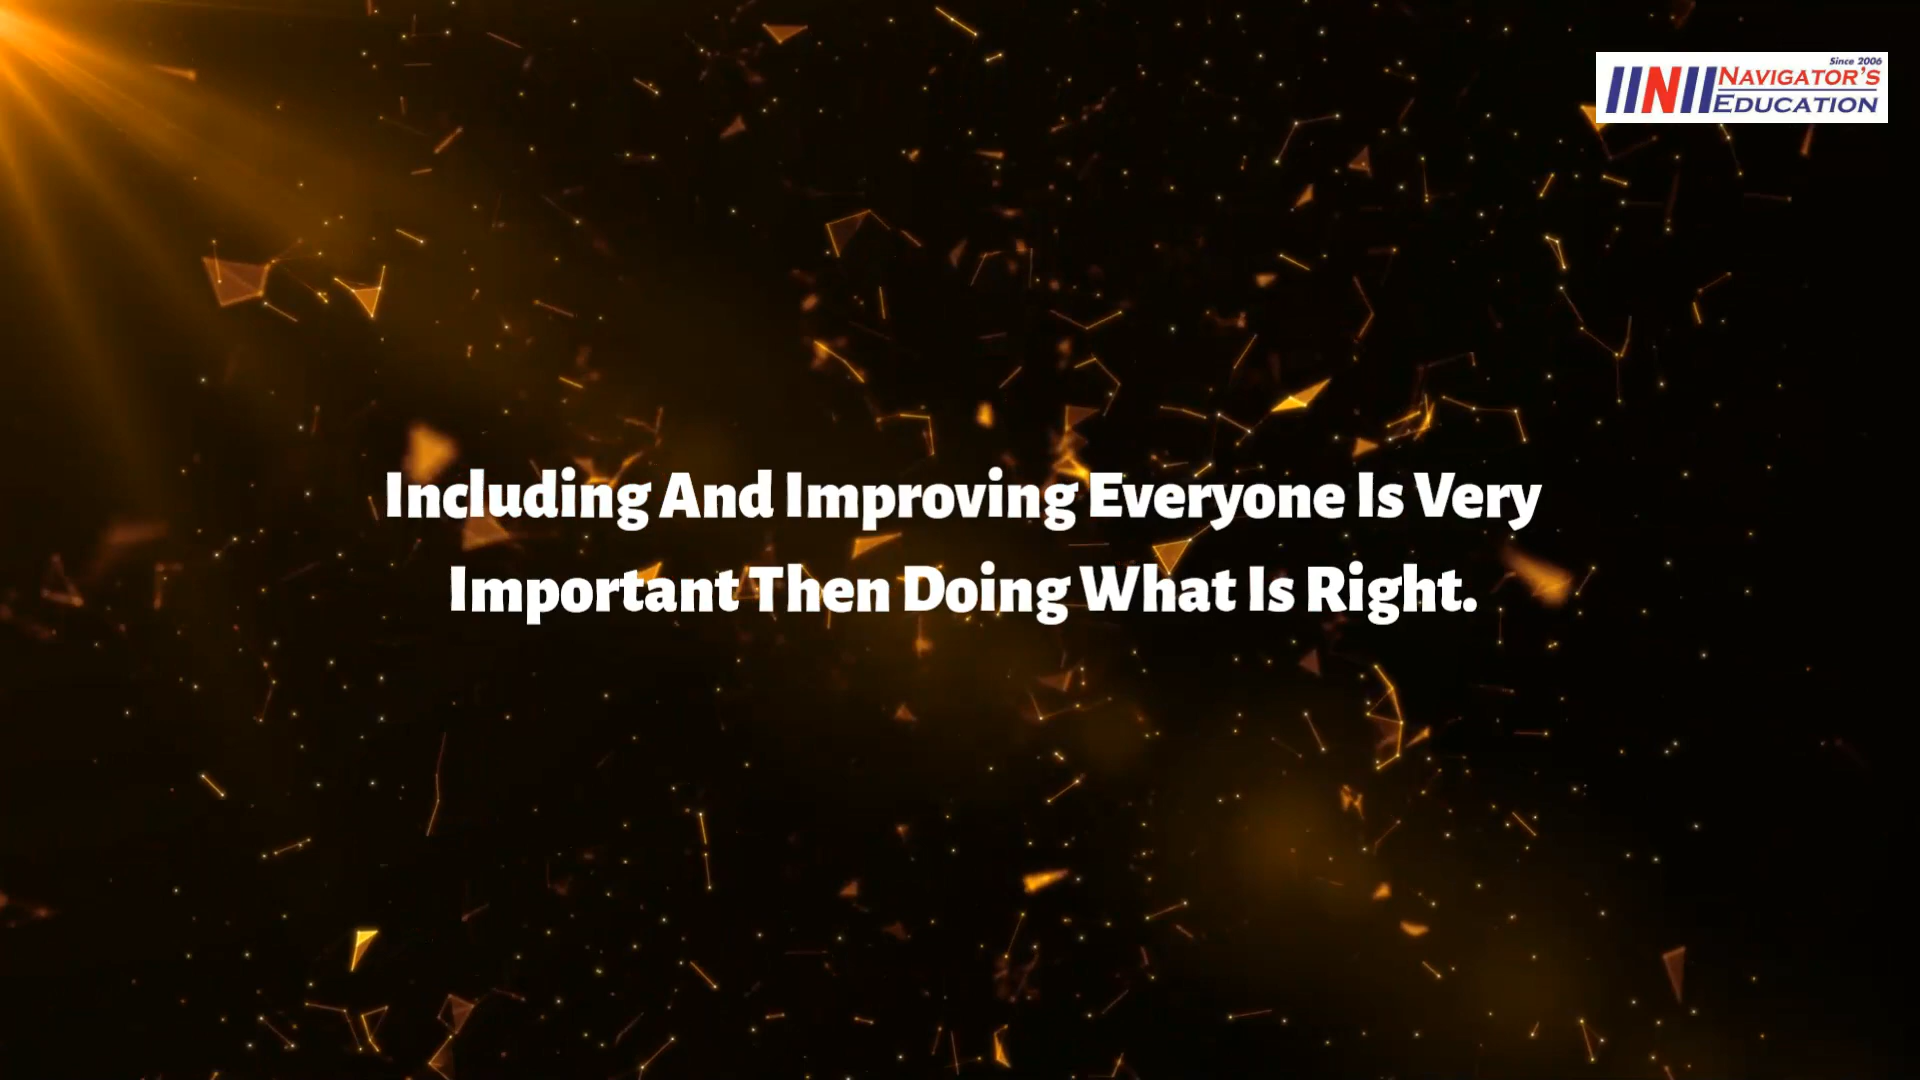 Since 2006
NAVIGATOR'S
EDUCATION
Including And Improving Everyone Is Very
Important Then Doing What Is Right.